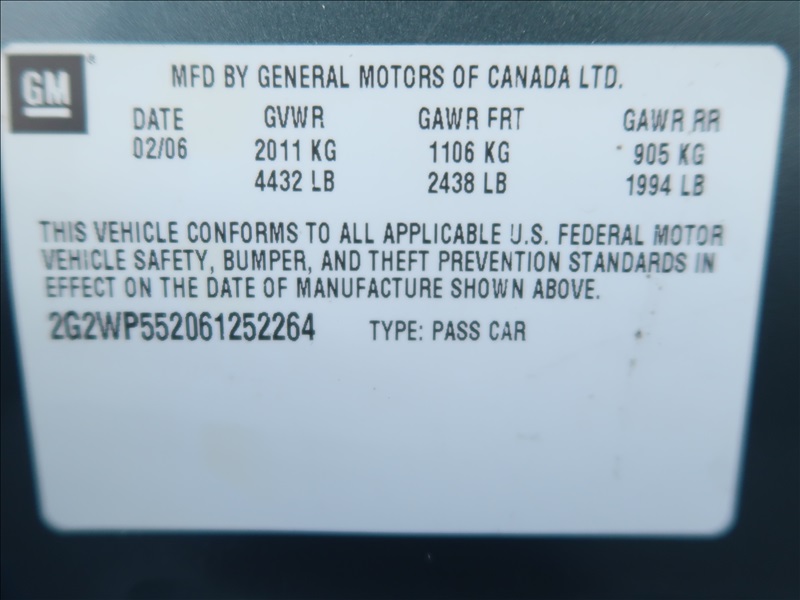 GM®
MFD BY GENERAL MOTORS OF CANADA LTD.
DATE GVWR GAWR FRT GAWR RR
02/06 2011 KG 1106 KG 905 KG
4432 LB 2438 LB 1994 LB
THIS VEHICLE CONFORMS TO ALL APPLICABLE U.S. FEDERAL MOTOR
VEHICLE SAFETY, BUMPER, AND THEFT PREVENTION STANDARDS IN
EFFECT ON THE DATE OF MANUFACTURE SHOWN ABOVE.
2G2WP552061252264 TYPE: PASS CAR